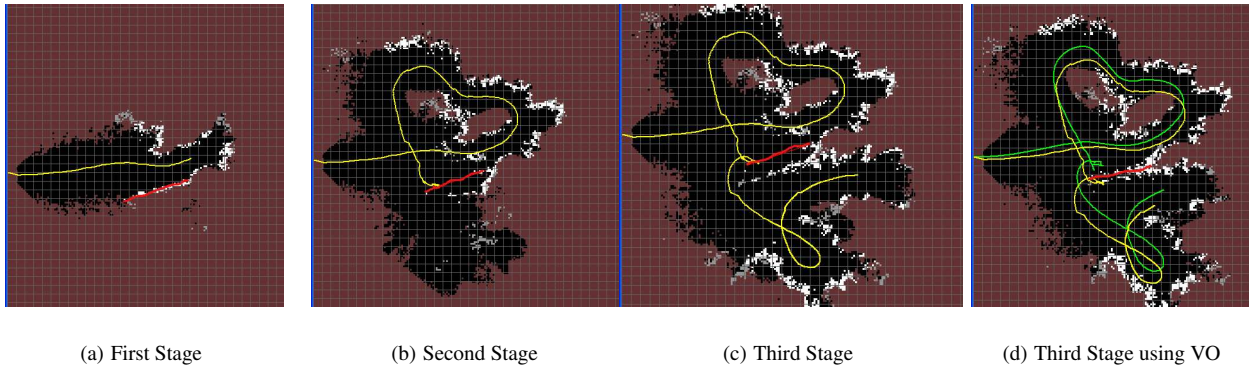 (a) First Stage
(b) Second Stage
(c) Third Stage
(d) Third Stage using VO